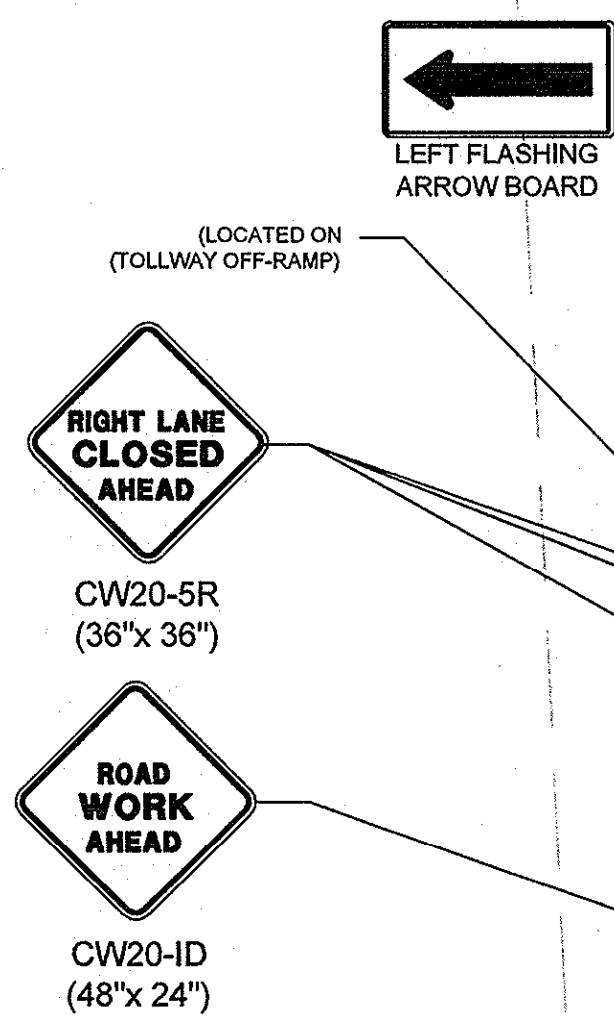 LEFT FLASHING
ARROW BOARD
(LOCATED ON
(TOLLWAY OFF-RAMP)
RIGHT LANE
CLOSED
AHEAD
CW20-5R
(36"x 36")
ROAD
WORK
AHEAD
CW20-ID
(48"x 24")